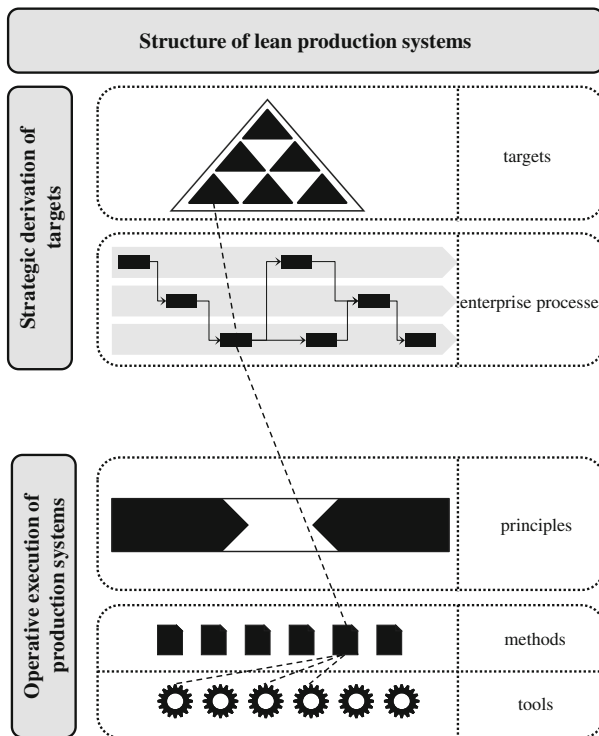 Structure of lean production systems
Strategic derivation of
targets
targets
enterprise processe
Operative execution of
production systems
principles
methods
tools